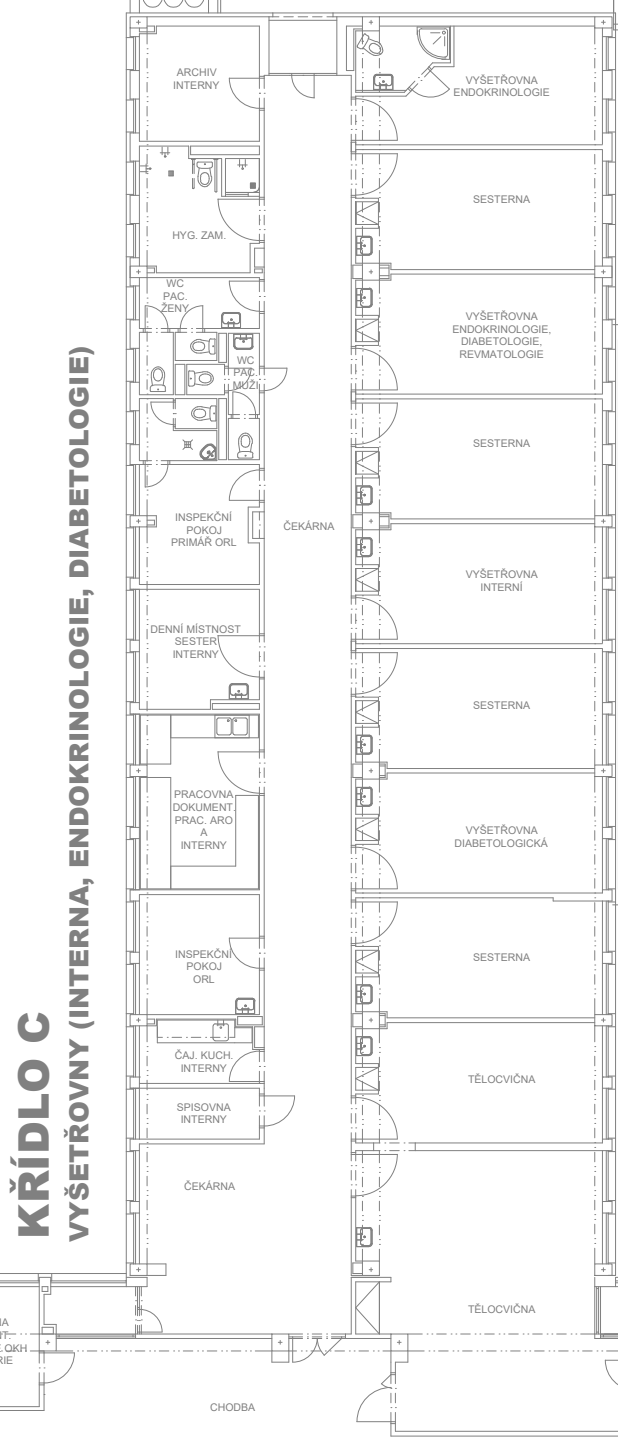 KŘÍDLO C
VYŠETŘOVNY (INTERNA, ENDOKRINOLOGIE, DIABETOLOGIE)
ARCHIV
INTERNY
HYG. ZAM.
WC
PAC.
ŽENY
WC
PAC.
MUŽI
INSPEKČNÍ
POKOJ
PRIMÁŘ ORL
DENNÍ MÍSTNOST
SESTER
INTERNY
PRACOVNA
DOKUMENT.
PRAC. ARO
A
INTERNY
INSPEKČNÍ
POKOJ
ORL
ČAJ. KUCH.
INTERNY
SPISOVNA
INTERNY
ČEKÁRNA
ČEKÁRNA
VYŠETŘOVNA
ENDOKRINOLOGIE
SESTERNA
VYŠETŘOVNA
ENDOKRINOLOGIE,
DIABETOLOGIE,
REVMATOLOGIE
SESTERNA
VYŠETŘOVNA
INTERNÍ
SESTERNA
VYŠETŘOVNA
DIABETOLOGICKÁ
SESTERNA
TĚLOCVIČNA
TĚLOCVIČNA
OKH
CHODBA